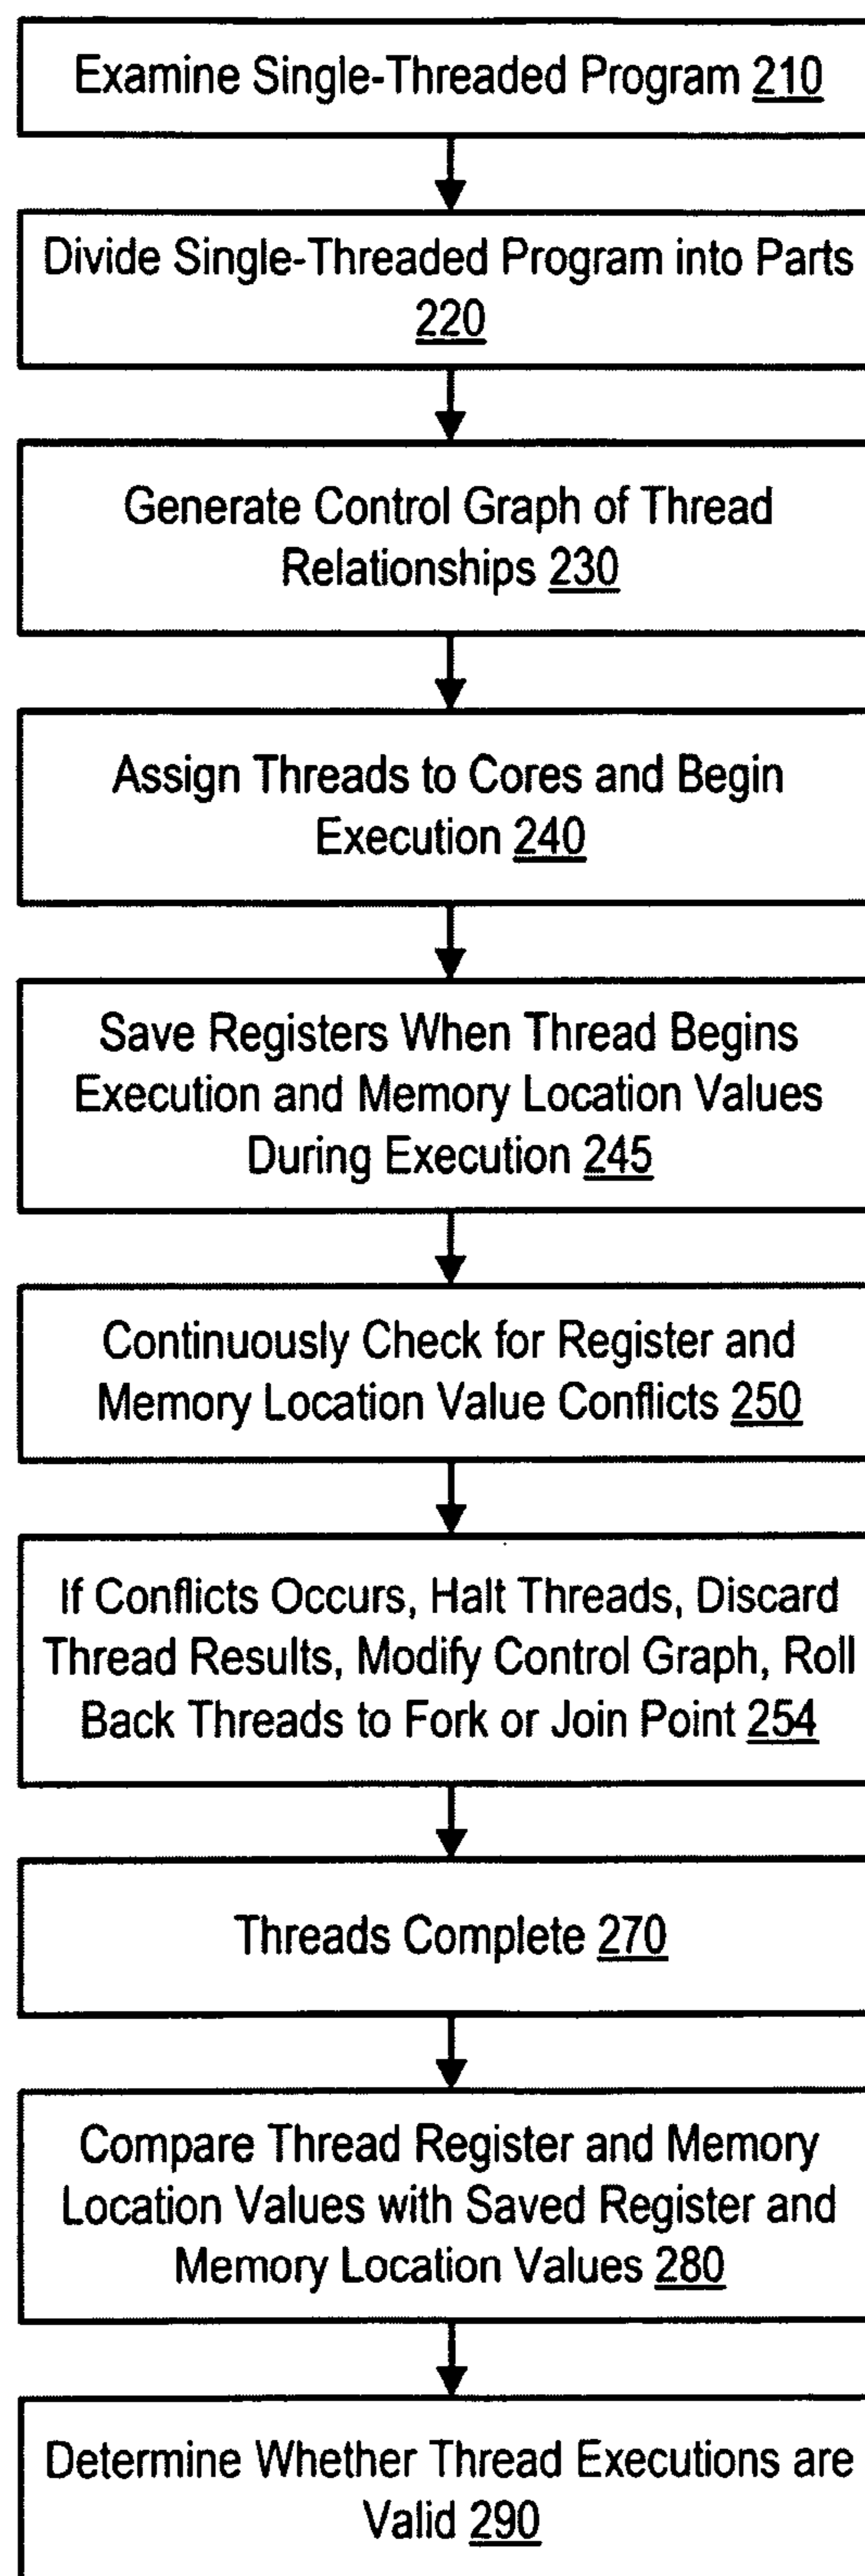 Examine Single-Threaded Program 210
Divide Single-Threaded Program into Parts
220
Generate Control Graph of Thread
Relationships 230
Assign Threads to Cores and Begin
Execution 240
Save Registers When Thread Begins
Execution and Memory Location Values
During Execution 245
Continuously Check for Register and
Memory Location Value Conflicts 250
If Conflicts Occurs, Halt Threads, Discard
Thread Results, Modify Control Graph, Roll
Back Threads to Fork or Join Point 254
Threads Complete 270
Compare Thread Register and Memory
Location Values with Saved Register and
Memory Location Values 280
Determine Whether Thread Executions are
Valid 290